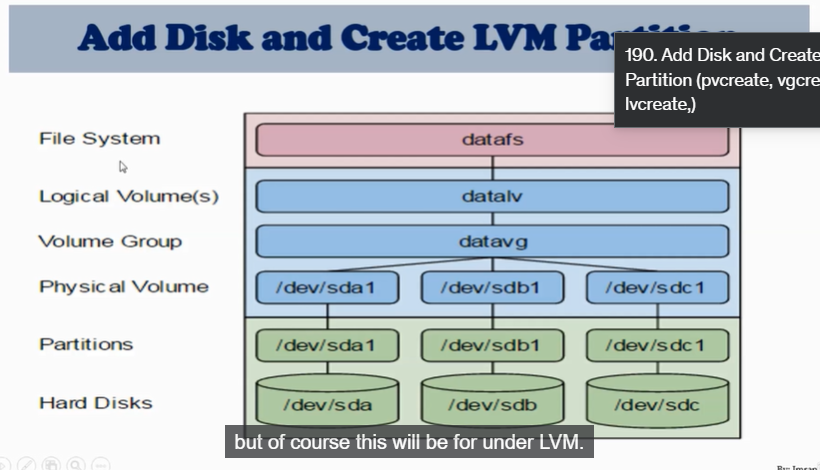 Add Disk and Create LVM
190. Add Disk and Create
Partition (pvcreate, vgcre
lvcreate,)
File System
datafs
Logical Volume(s)
datalv
Volume Group
datavg
Physical Volume
/dev/sda1 /dev/sdb1 /dev/sdc1
Partitions
/dev/sda1 /dev/sdb1 /dev/sdc1
Hard Disks
/dev/sda /dev/sdb /dev/sdc
but of course this will be for under LVM.
By: Imran